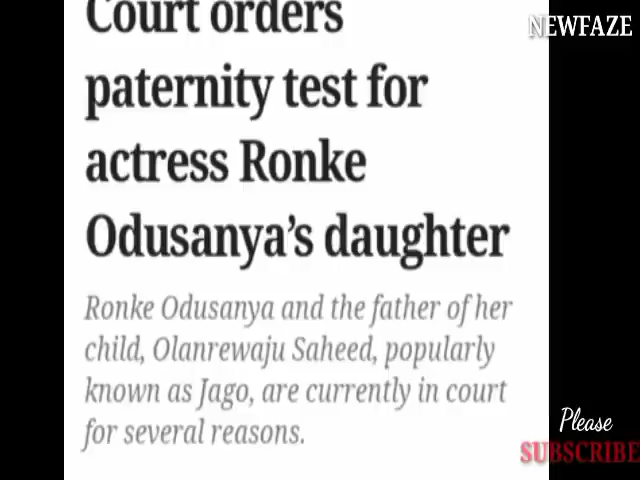 NEWFAZE
Court orders
paternity test for
actress Ronke
Odusanya’s daughter
Ronke Odusanya and the father of her
child, Olanrewaju Saheed, popularly
known as Jago, are currently in court
for several reasons.
Please
SUBSCRIBE